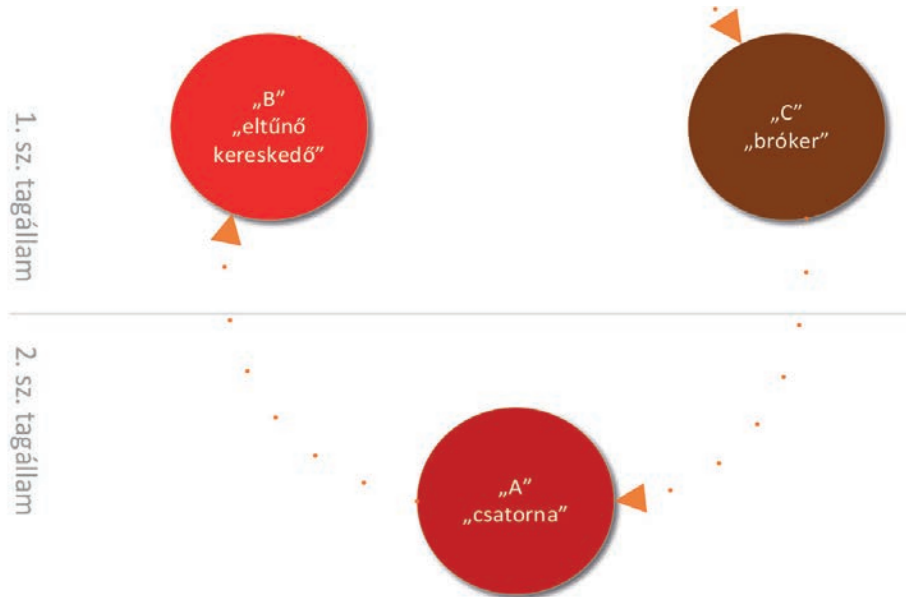 1. sz. tagállam
„B”
„eltűnő
kereskedő”
„C”
„bróker”
2. sz. tagállam
„A”
„csatorna”